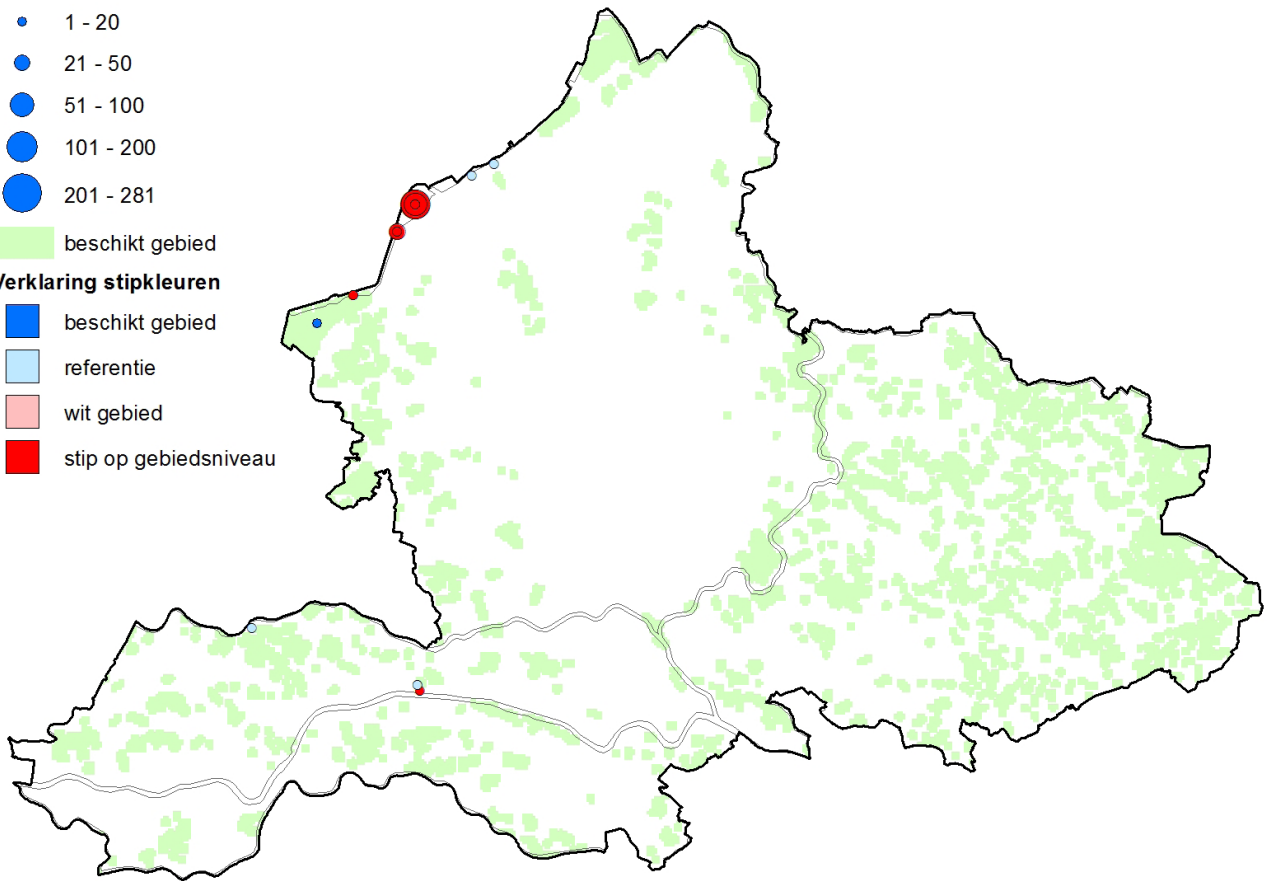 1 - 20
21 - 50
51 - 100
101 - 200
201 - 281
beschikt gebied
Verklaring stipkleuren
beschikt gebied
referentie
wit gebied
stip op gebiedsniveau